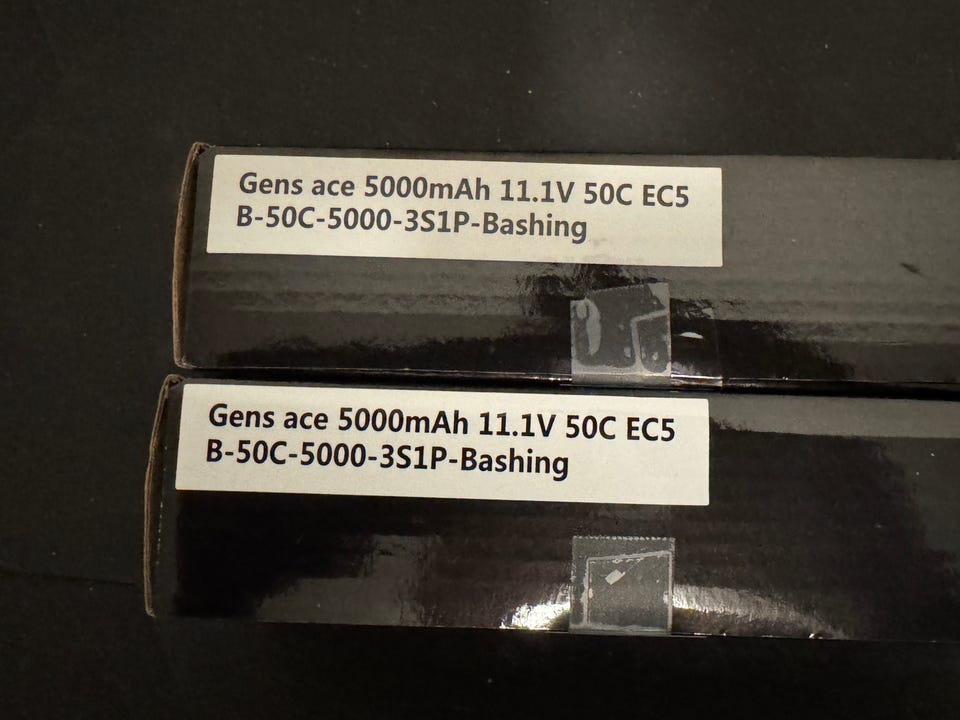 Gens ace 5000mAh 11.1V 50C EC5
B-50C-5000-3S1P-Bashing
Gens ace 5000mAh 11.1V 50C EC5
B-50C-5000-3S1P-Bashing